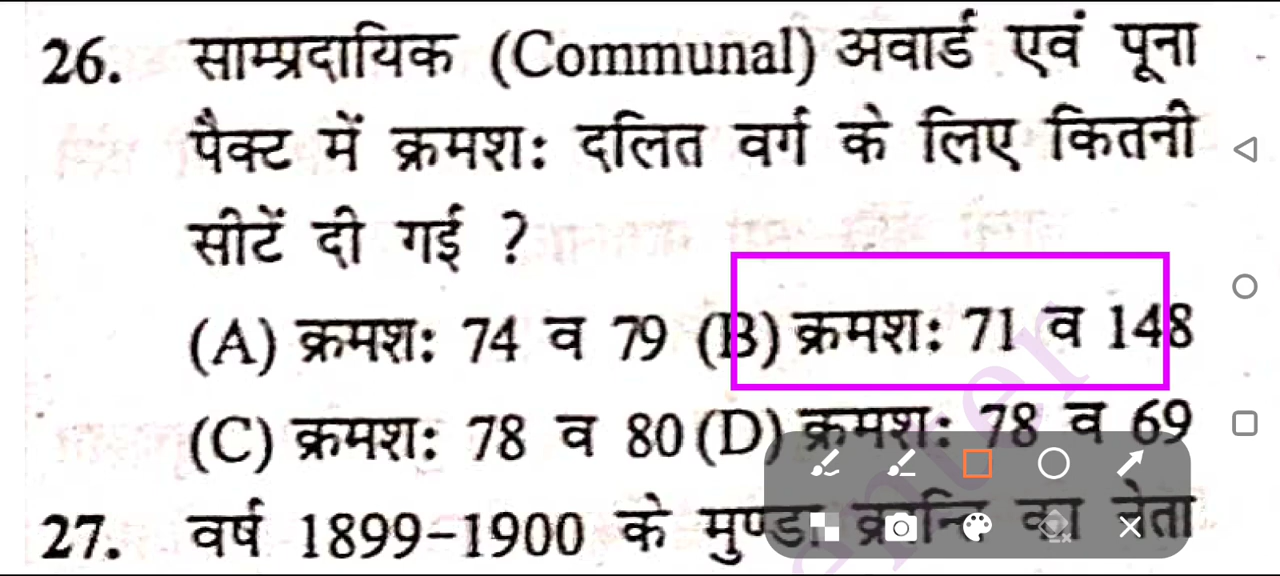 26. साम्प्रदायिक (Communal) अवार्ड एवं पूना
पैक्ट में क्रमशः दलित वर्ग के लिए कितनी
सीटें दी गई ?
(A) क्रमशः 74 व 79 (B) क्रमशः 71 व 148
(C) क्रमशः 78 व 80 (D) क्रमशः 78 व 69
27. वर्ष 1899-1900 के मुण्डा क्रान्ति का नेता